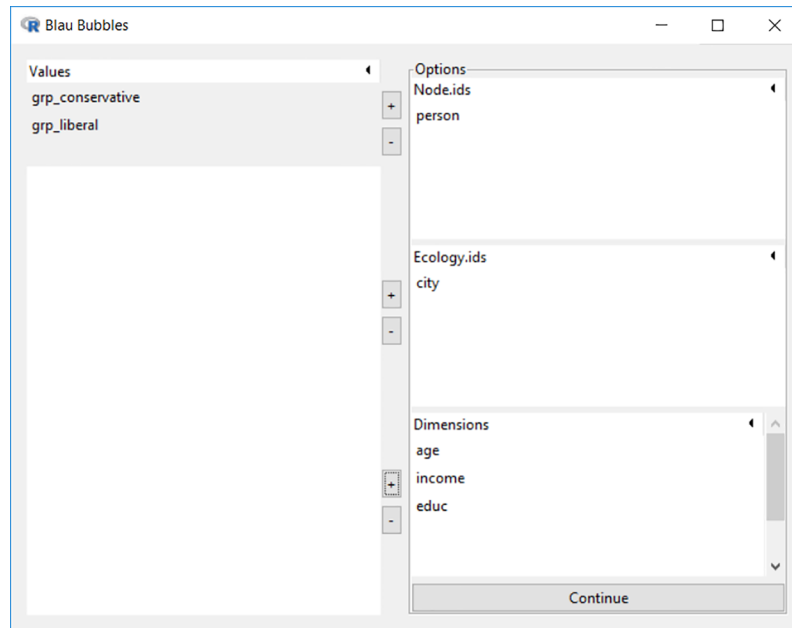 Blau Bubbles
Values
grp_conservative
grp_liberal
+
-
+
-
+
-
Options
Node.ids
person
Ecology.ids
city
Dimensions
age
income
educ
Continue